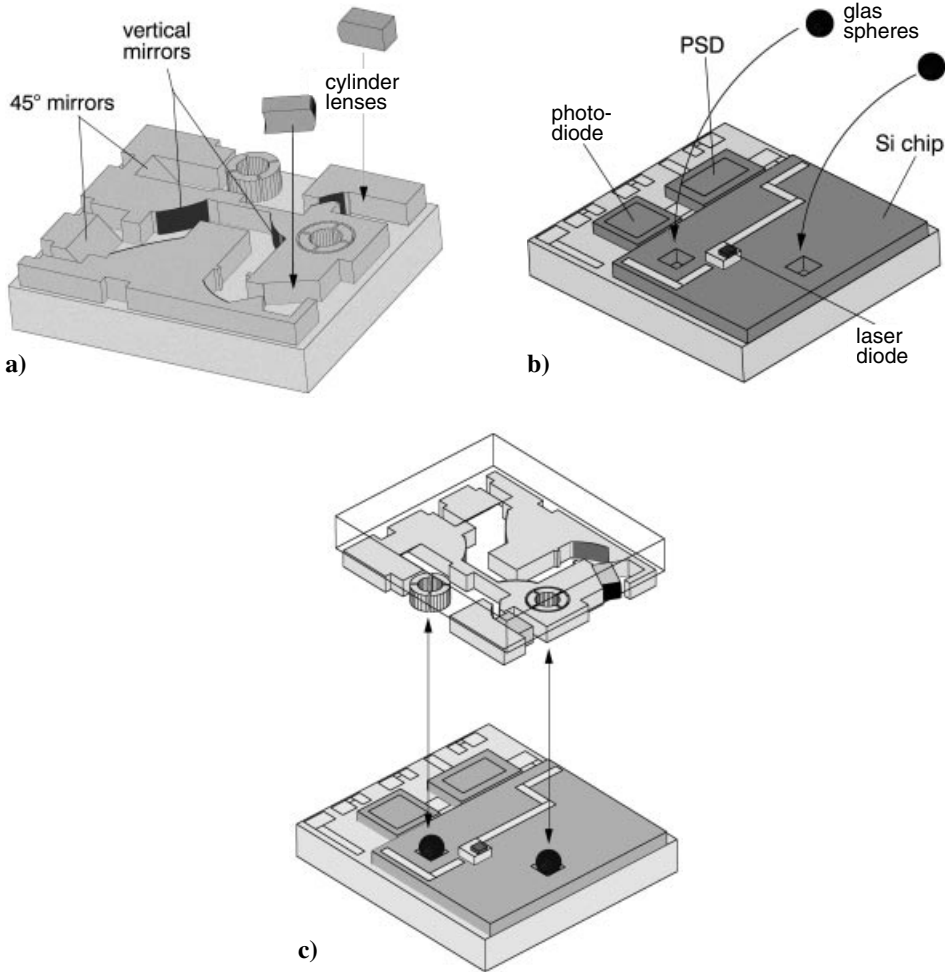 vertical
mirrors
45° mirrors
cylinder
lenses
a)
glas
spheres
PSD
photo-
diode
Si chip
laser
diode
b)
c)